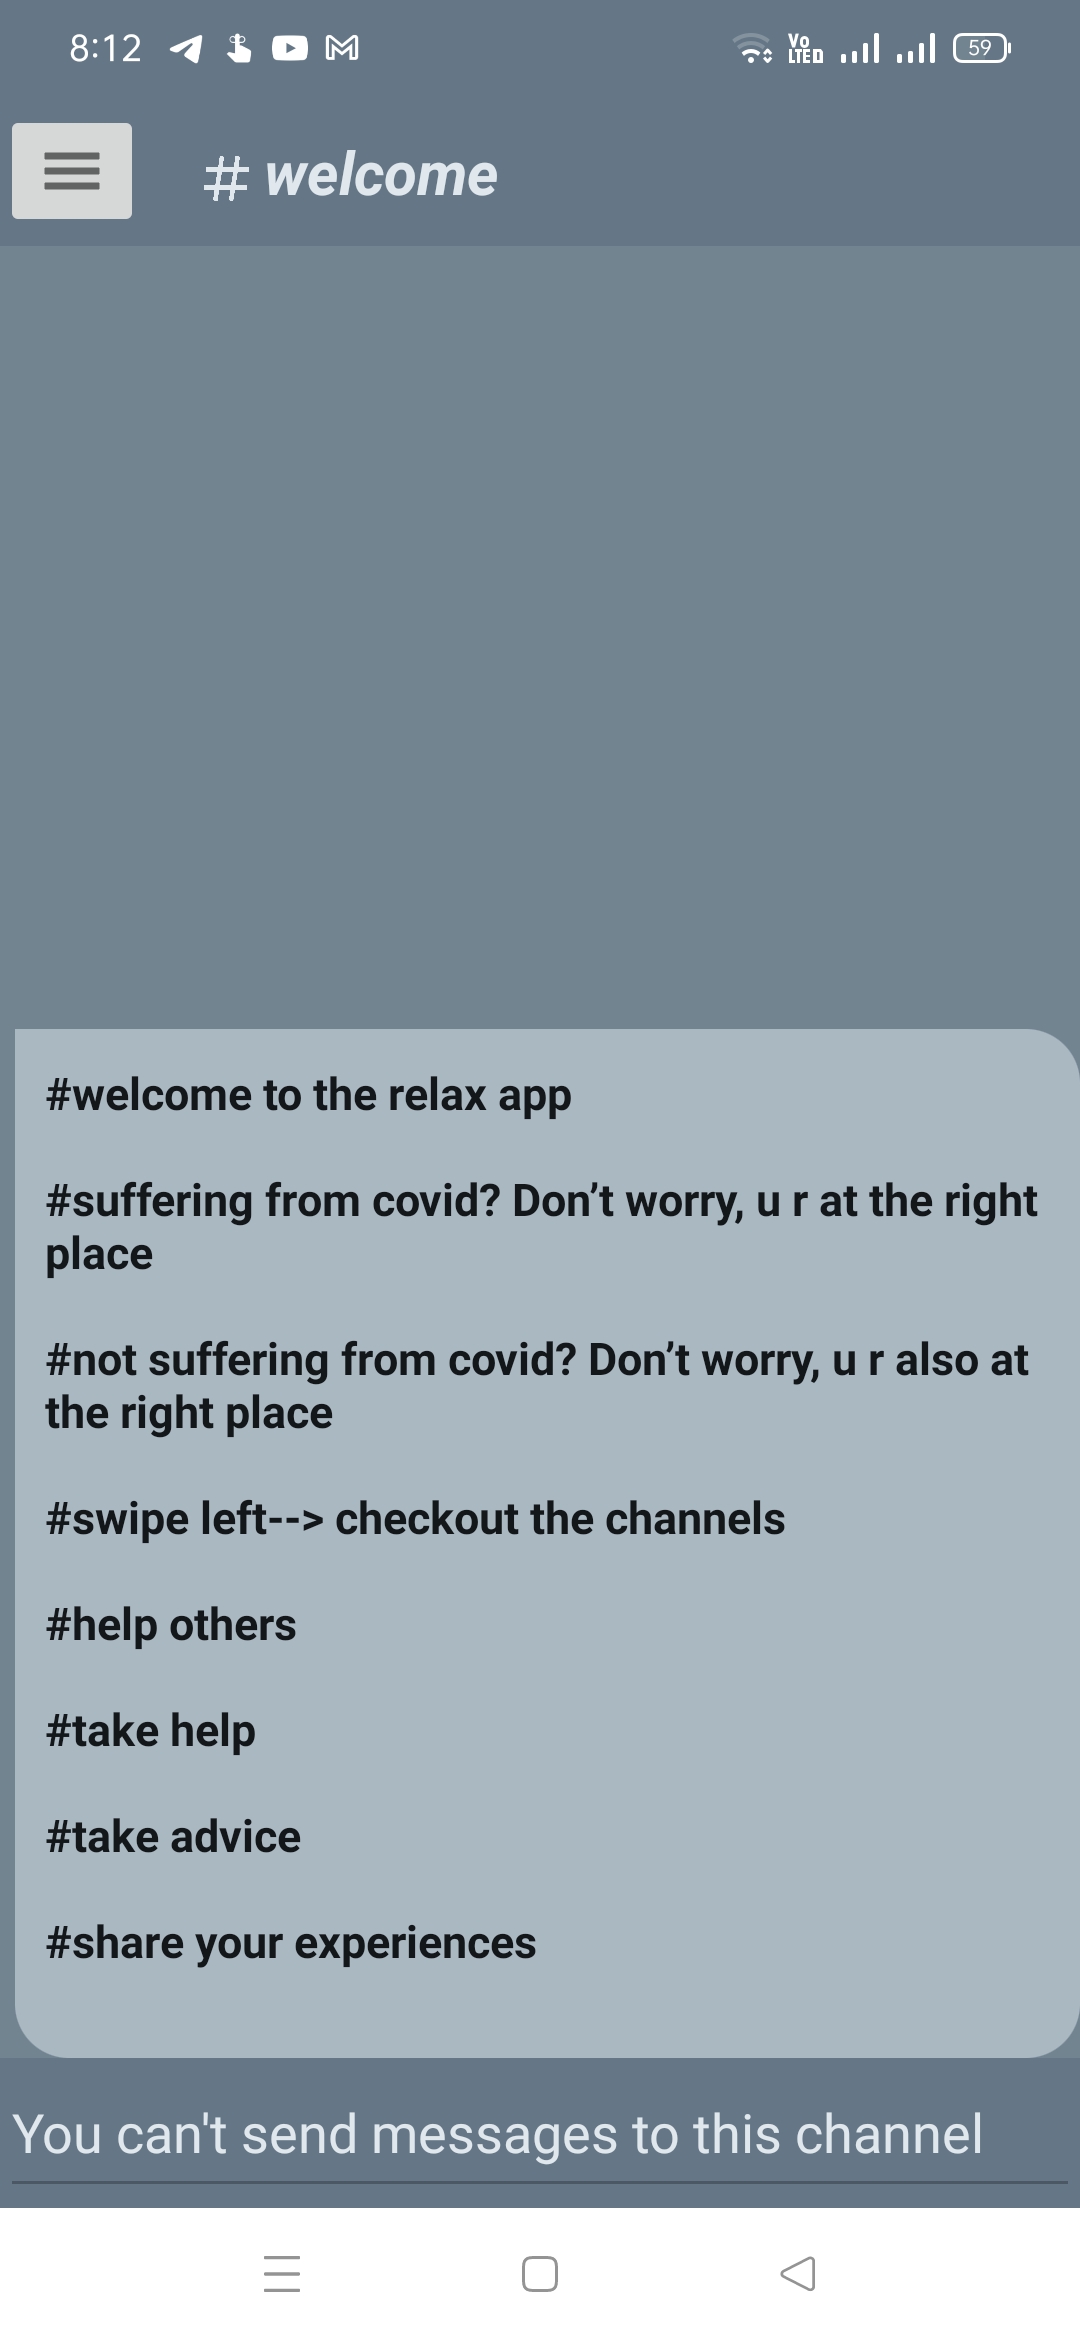 8:12
Vo
LTE
59
# welcome
#welcome to the relax app
#suffering from covid? Don’t worry, u r at the right
place
#not suffering from covid? Don’t worry, u r also at
the right place
#swipe left--> checkout the channels
#help others
#take help
#take advice
#share your experiences
You can't send messages to this channel